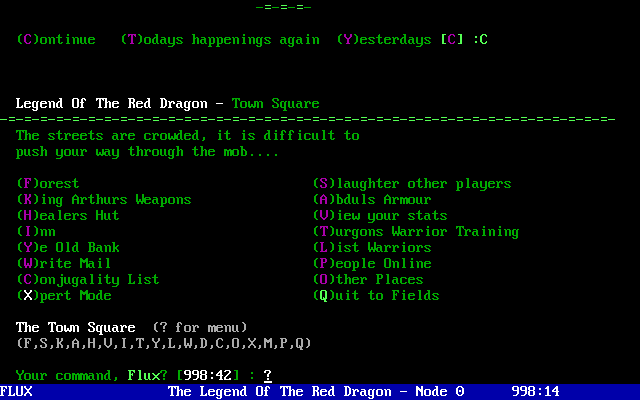 -=-=-=-
(C)ontinue   (T)odays happenings again  (Y)esterdays [C] :C
Legend Of The Red Dragon - Town Square
-=-=-=-=-=-=-=-=-=-=-=-=-=-=-=-=-=-=-=-=-=-=-=-=-=-=-=-=-=-=-=-=-=-=-=-=-=-
The streets are crowded, it is difficult to
push your way through the mob....
(F)orest                             (S)laughter other players
(K)ing Arthurs Weapons               (A)bduls Armour
(H)ealers Hut                        (V)iew your stats
(I)nn                                (T)urgons Warrior Training
(Y)e Old Bank                        (L)ist Warriors
(W)rite Mail                         (P)eople Online
(C)onjugality List                   (O)ther Places
(X)pert Mode                         (Q)uit to Fields
The Town Square  (? for menu)
(F,S,K,A,H,V,I,T,Y,L,W,D,C,O,X,M,P,Q)
Your command, Flux? [998:42] : ?
FLUX                 The Legend Of The Red Dragon - Node 0      998:14